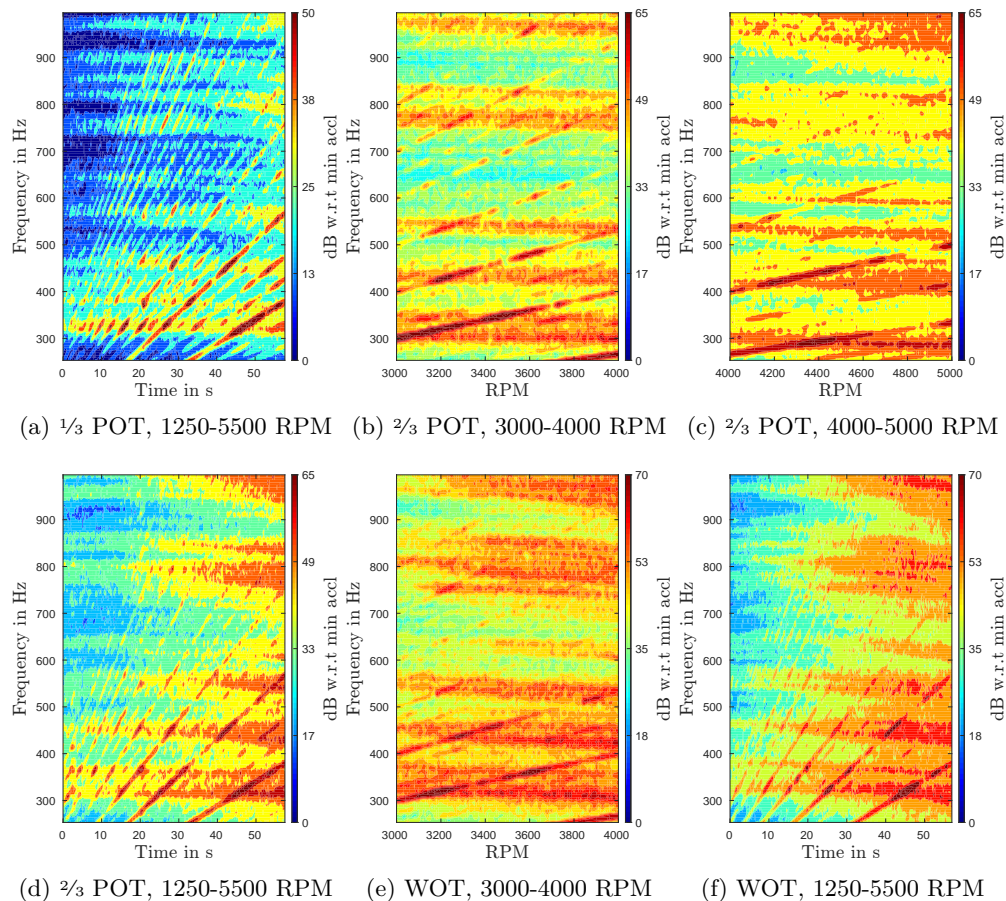 50
38
25
13
0
dB w.r.t min accl
900
800
700
600
500
400
300
Frequency in Hz
0 10 20 30 40 50
Time in s
(a) ⅓ POT, 1250-5500 RPM
65
49
33
17
0
dB w.r.t min accl
900
800
700
600
500
400
300
Frequency in Hz
3000 3200 3400 3600 3800 4000
RPM
(b) ⅔ POT, 3000-4000 RPM
65
49
33
17
0
dB w.r.t min accl
900
800
700
600
500
400
300
Frequency in Hz
4000 4200 4400 4600 4800 5000
RPM
(c) ⅔ POT, 4000-5000 RPM
65
49
33
17
0
dB w.r.t min accl
900
800
700
600
500
400
300
Frequency in Hz
0 10 20 30 40 50
Time in s
(d) ⅔ POT, 1250-5500 RPM
70
53
35
17
0
dB w.r.t min accl
900
800
700
600
500
400
300
Frequency in Hz
3000 3200 3400 3600 3800 4000
RPM
(e) WOT, 3000-4000 RPM
70
53
35
17
0
dB w.r.t min accl
900
800
700
600
500
400
300
Frequency in Hz
0 10 20 30 40 50
Time in s
(f) WOT, 1250-5500 RPM